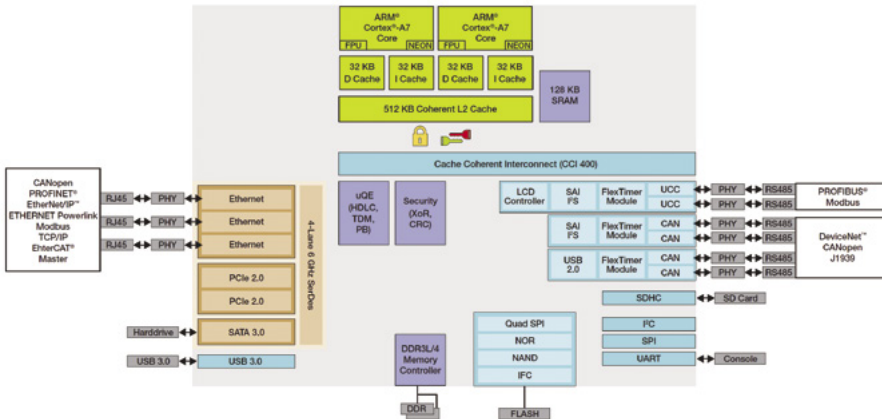 ARM®
Cortex®-A7
Core
FPU
NEON
ARM®
Cortex®-A7
Core
FPU
NEON
32 KB
D Cache
32 KB
I Cache
32 KB
D Cache
32 KB
I Cache
128 KB
SRAM
512 KB Coherent L2 Cache
Cache Coherent Interconnect (CCI 400)
CANopen
PROFINET®
EtherNet/IP™
ETHERNET Powerlink
Modbus
TCP/IP
EhterCAT®
Master
RJ45
PHY
Ethernet
RJ45
PHY
Ethernet
RJ45
PHY
Ethernet
4-Lane 6 GHz SerDes
PCIe 2.0
PCIe 2.0
Harddrive
SATA 3.0
USB 3.0
USB 3.0
uQE
(HDLC,
TDM,
PB)
Security
(XoR,
CRC)
LCD
Controller
SAI
I²S
FlexTimer
Module
UCC
PHY
RS485
UCC
PHY
RS485
PROFIBUS®
Modbus
SAI
I²S
FlexTimer
Module
CAN
PHY
RS485
CAN
PHY
RS485
USB
2.0
FlexTimer
Module
CAN
PHY
RS485
CAN
PHY
RS485
DeviceNet™
CANopen
J1939
SDHC
SD Card
I²C
SPI
UART
Console
DDR3L/4
Memory
Controller
DDR
Quad SPI
NOR
NAND
IFC
FLASH